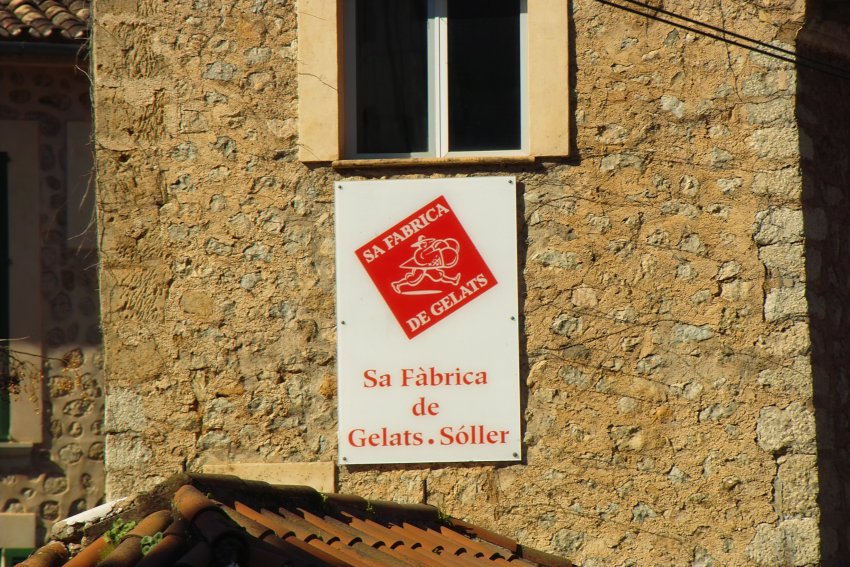 SA FABRICA
DE GELATS
Sa Fàbrica
de
Gelats . Sóller